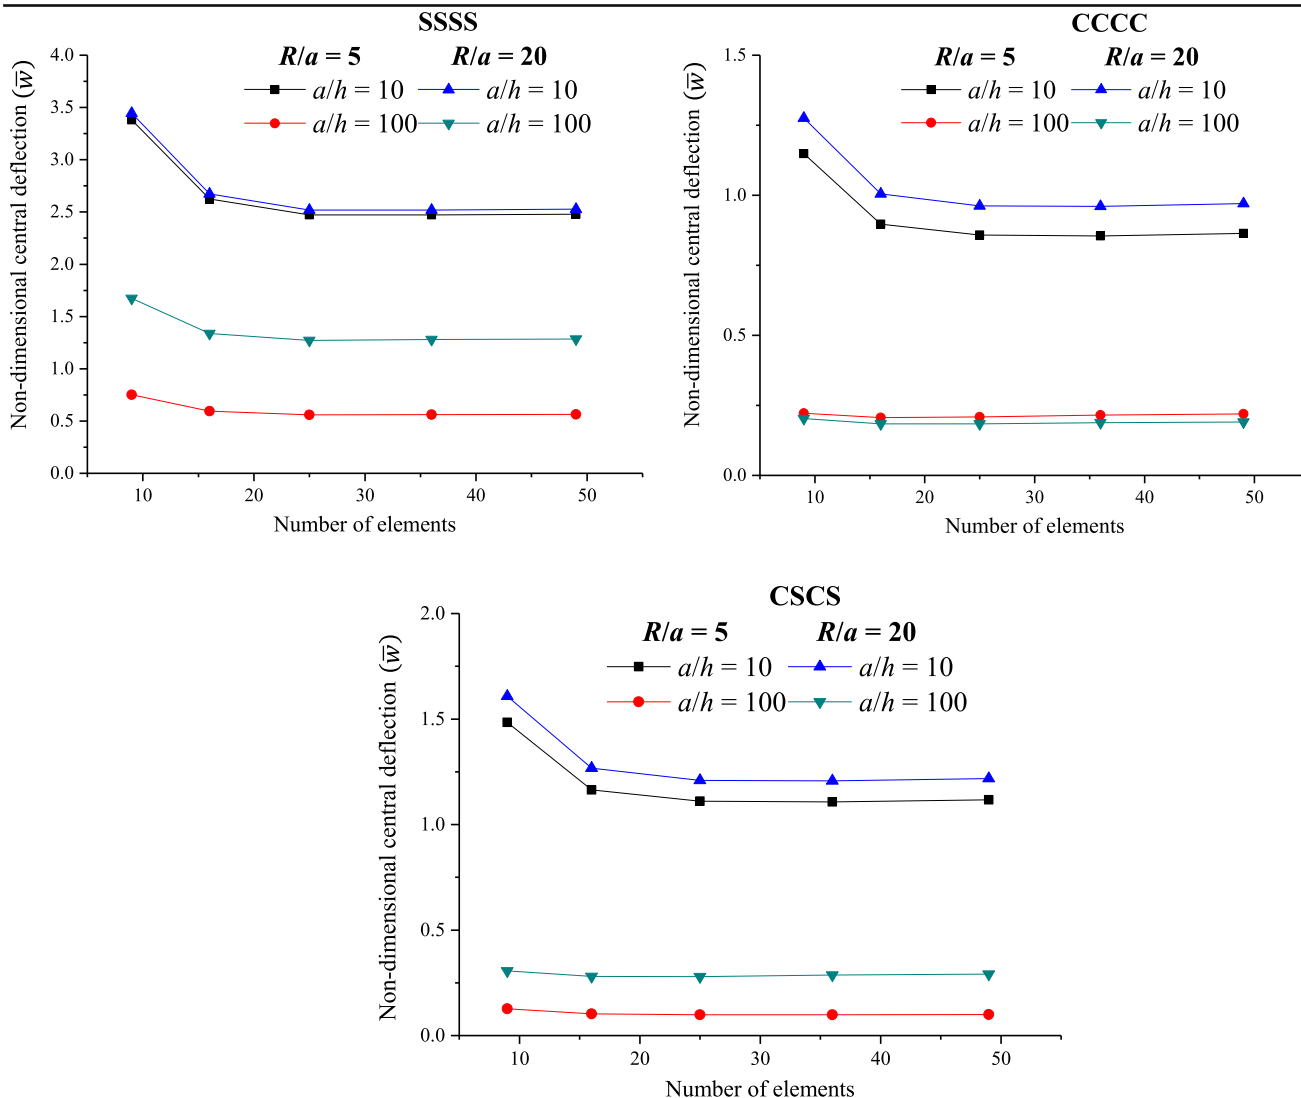 SSSS
R/a = 5 R/a = 20
a/h = 10 a/h = 10
a/h = 100 a/h = 100
Non-dimensional central deflection (w̅)
4.0
3.5
3.0
2.5
2.0
1.5
1.0
0.5
0.0
10 20 30 40 50
Number of elements
CCCC
R/a = 5 R/a = 20
a/h = 10 a/h = 10
a/h = 100 a/h = 100
Non-dimensional central deflection (w̅)
1.5
1.0
0.5
0.0
10 20 30 40 50
Number of elements
CSCS
R/a = 5 R/a = 20
a/h = 10 a/h = 10
a/h = 100 a/h = 100
Non-dimensional central deflection (w̅)
2.0
1.5
1.0
0.5
0.0
10 20 30 40 50
Number of elements